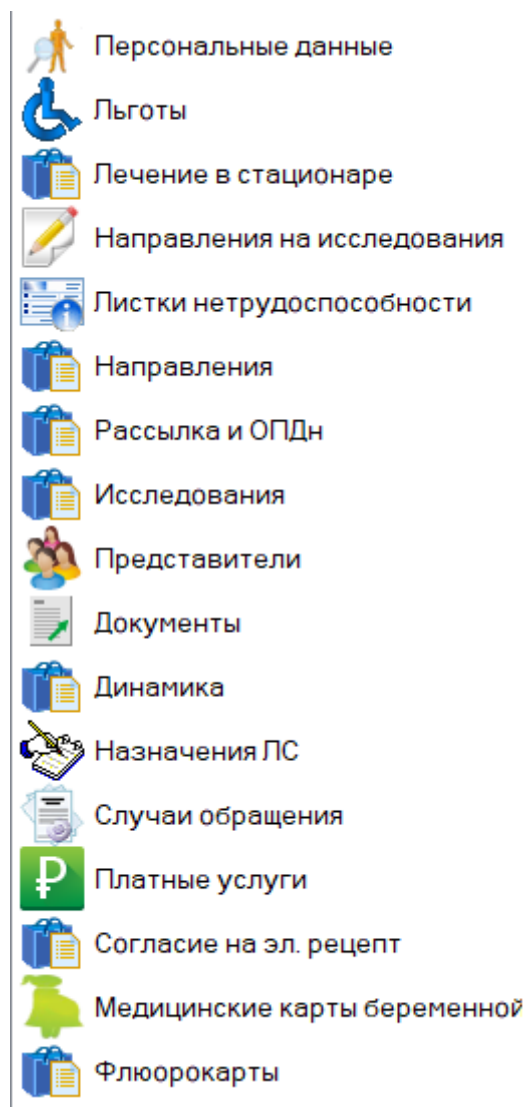 Персональные данные
Льготы
Лечение в стационаре
Направления на исследования
Листки нетрудоспособности
Направления
Рассылка и ОПДн
Исследования
Представители
Документы
Динамика
Назначения ЛС
Случаи обращения
Платные услуги
Согласие на эл. рецепт
Медицинские карты беременной
Флюорокарты